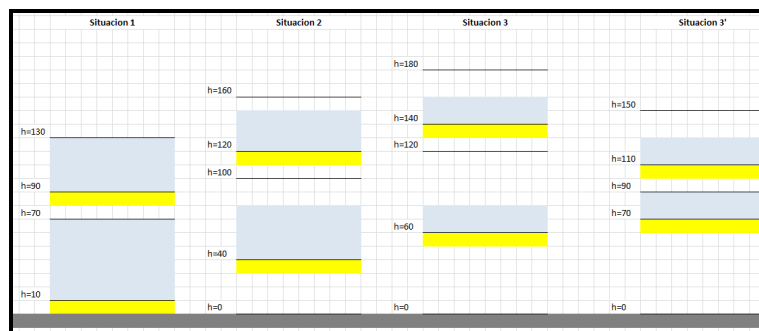 Situacion 1
Situacion 2
Situacion 3
Situacion 3'
h=180
h=160
h=150
h=130
h=120
h=140
h=120
h=110
h=100
h=90
h=90
h=70
h=60
h=70
h=40
h=10
h=0
h=0
h=0